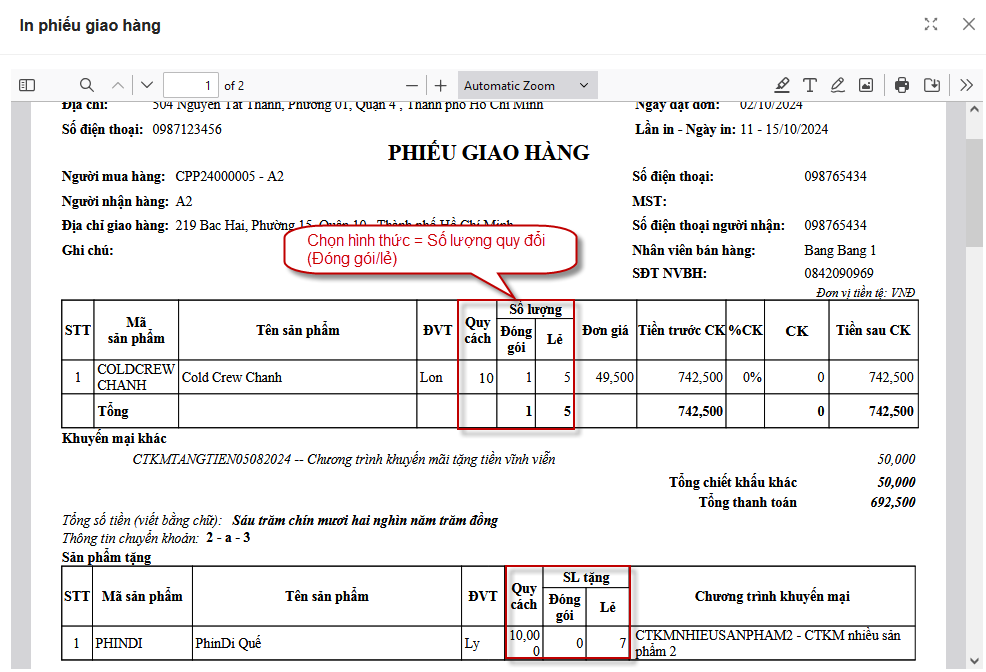 In phiếu giao hàng
1 of 2 Automatic Zoom
Địa chỉ: 504 Nguyễn Tất Thành, Phường 01, Quận 4 , Thành phố Hồ Chí Minh Ngày đặt đơn: 02/10/2024
Số điện thoại: 0987123456 Lần in - Ngày in: 11 - 15/10/2024
PHIẾU GIAO HÀNG
Người mua hàng: CPP24000005 - A2 Số điện thoại: 098765434
Người nhận hàng: A2 MST:
Địa chỉ giao hàng: 219 Bac Hai, Phường 15, Quận 10 , Thành phố Hồ Chí Minh Số điện thoại người nhận: 098765434
Ghi chú: Nhân viên bán hàng: Bang Bang 1
Chọn hình thức = Số lượng quy đổi
(Đóng gói/lẻ)
SĐT NVBH: 0842090969
Đơn vị tiền tệ: VNĐ
STT Mã sản phẩm Tên sản phẩm ĐVT Quy cách Số lượng Đóng gói Lẻ Đơn giá Tiền trước CK %CK CK Tiền sau CK
1 COLDCREW CHANH Cold Crew Chanh Lon 10 1 5 49,500 742,500 0% 0 742,500
Tổng 1 5 742,500 0 742,500
Khuyến mại khác
CTKMTANGTIEN05082024 -- Chương trình khuyến mãi tặng tiền vĩnh viễn 50,000
Tổng chiết khấu khác 50,000
Tổng thanh toán 692,500
Tổng số tiền (viết bằng chữ): Sáu trăm chín mươi hai nghìn năm trăm đồng
Thông tin chuyển khoản: 2 - a - 3
Sản phẩm tặng
STT Mã sản phẩm Tên sản phẩm ĐVT Quy cách SL tặng Đóng gói Lẻ Chương trình khuyến mại
1 PHINDI PhinDi Quế Ly 10,000 0 7 CTKMNHIEUSANPHAM2 - CTKM nhiều sản phẩm 2